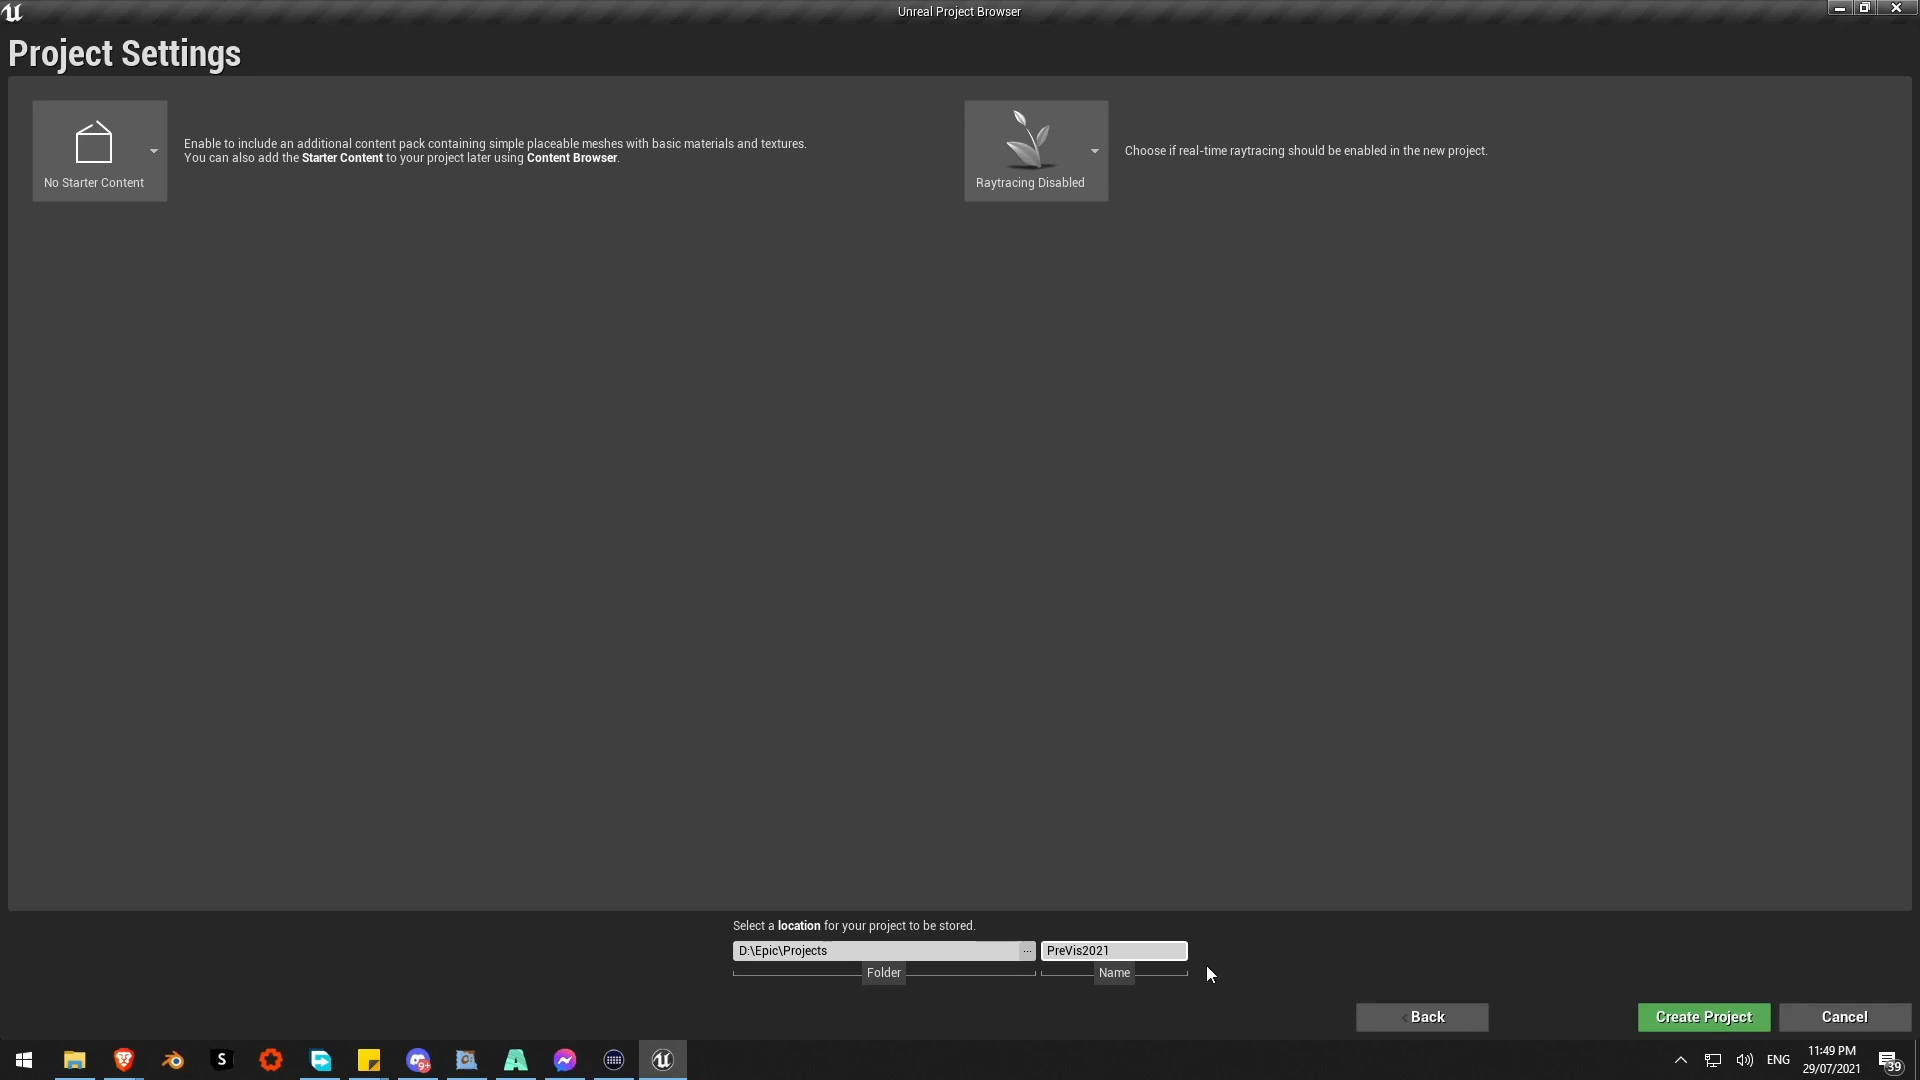 Unreal Project Browser
Project Settings
No Starter Content
Enable to include an additional content pack containing simple placeable meshes with basic materials and textures.
You can also add the Starter Content to your project later using Content Browser.
Raytracing Disabled
Choose if real-time raytracing should be enabled in the new project.
Select a location for your project to be stored.
D:\Epic\Projects
...
PreVis2021
Folder
Name
Back
Create Project
Cancel
S
9+
ENG
11:49 PM
29/07/2021
39